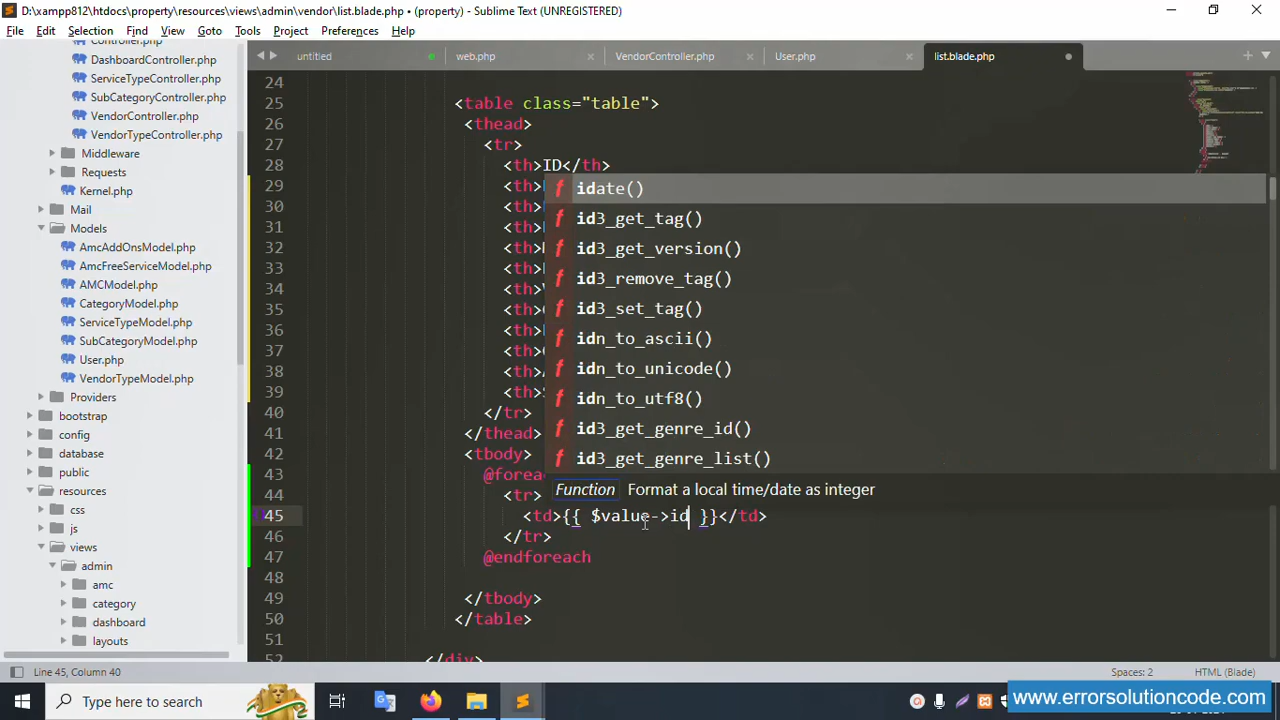 D:\xampp812\htdocs\property\resources\views\admin\vendor\list.blade.php • (property) - Sublime Text (UNREGISTERED)
File Edit Selection Find View Goto Tools Project Preferences Help
untitled web.php VendorController.php User.php list.blade.php
Controller.php
DashboardController.php
ServiceTypeController.php
SubCategoryController.php
VendorController.php
VendorTypeController.php
Middleware
Requests
Kernel.php
Mail
Models
AmcAddOnsModel.php
AmcFreeServiceModel.php
AMCModel.php
CategoryModel.php
ServiceTypeModel.php
SubCategoryModel.php
User.php
VendorTypeModel.php
Providers
bootstrap
config
database
public
resources
css
js
views
admin
amc
category
dashboard
layouts
24
25 <table class="table">
26 <thead>
27 <tr>
28 <th>ID</th>
29 <th>
30 <th>
31 <th>
32 <th>
33 <th>
34 <th>
35 <th>
36 <th>
37 <th>
38 <th>
39 <th>
40 </tr>
41 </thead>
42 <tbody>
43 @forea
44 <tr>
45 <td>{{ $value->id }}</td>
46 </tr>
47 @endforeach
48
49 </tbody>
50 </table>
51
52 </div>
idate()
id3_get_tag()
id3_get_version()
id3_remove_tag()
id3_set_tag()
idn_to_ascii()
idn_to_unicode()
idn_to_utf8()
id3_get_genre_id()
id3_get_genre_list()
Function Format a local time/date as integer
Line 45, Column 40 Spaces: 2 HTML (Blade)
Type here to search
www.errorsolutioncode.com